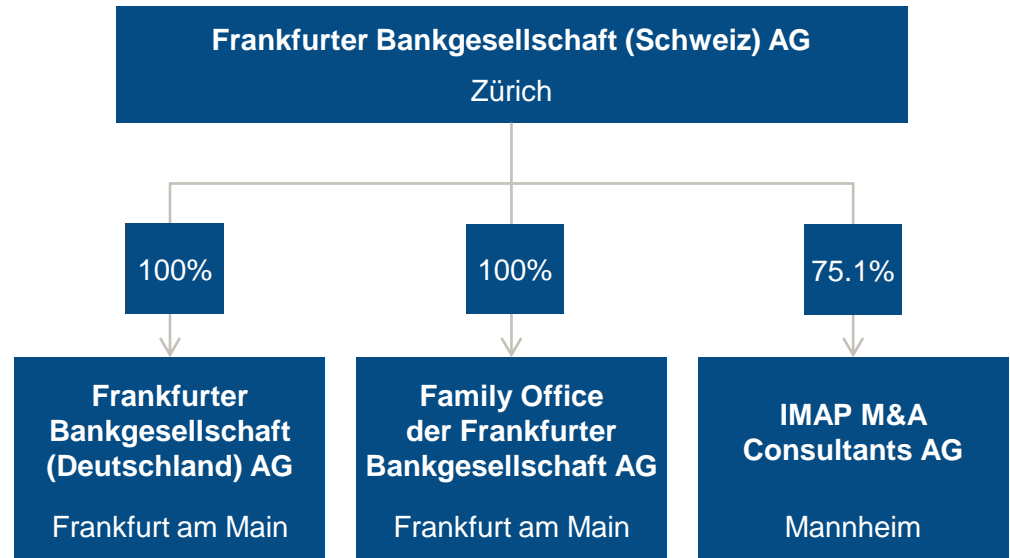 Frankfurter Bankgesellschaft (Schweiz) AG
Zürich
100%
100%
75.1%
Frankfurter
Bankgesellschaft
(Deutschland) AG
Frankfurt am Main
Family Office
der Frankfurter
Bankgesellschaft AG
Frankfurt am Main
IMAP M&A
Consultants AG
Mannheim